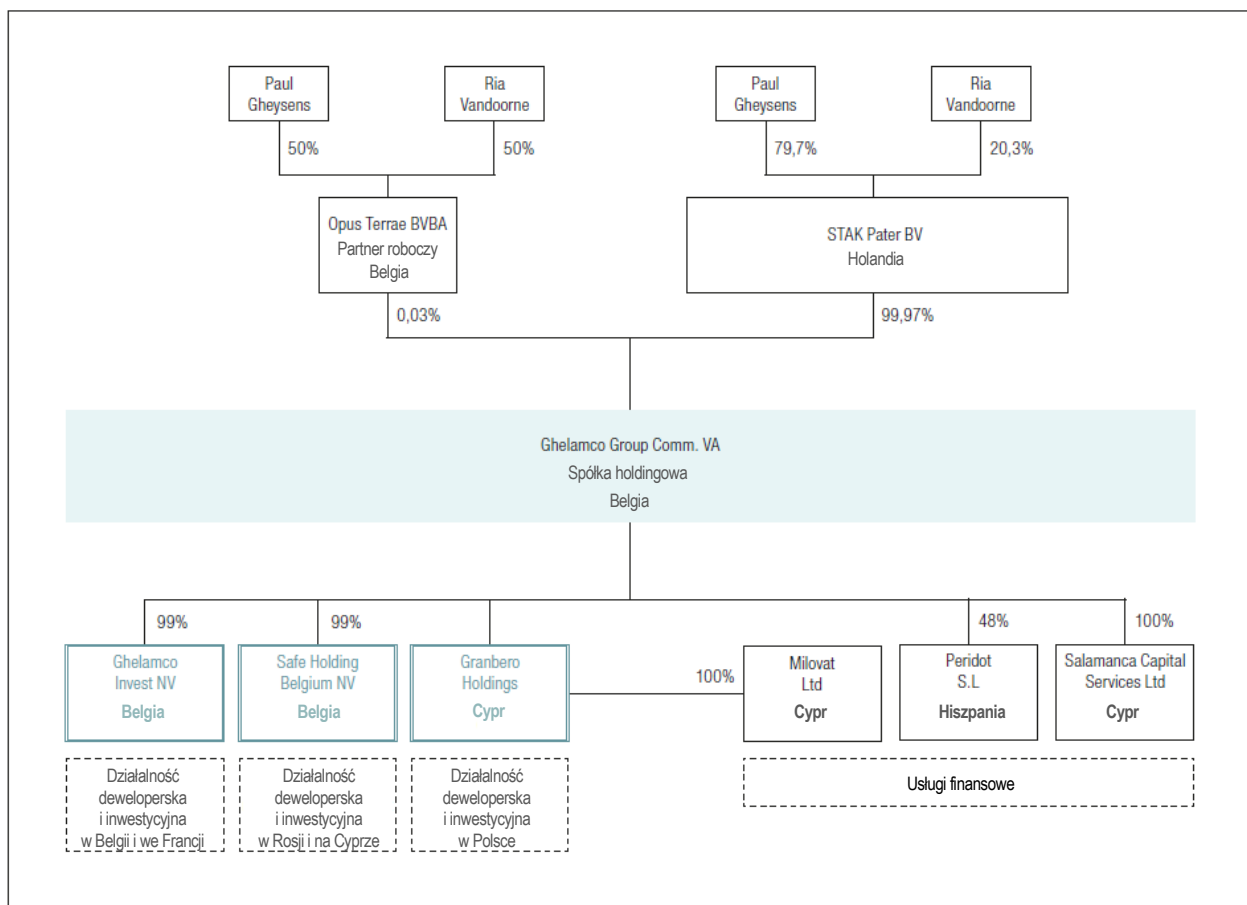 Paul
Gheysens
Ria
Vandoorne
Paul
Gheysens
Ria
Vandoorne
50%
50%
79,7%
20,3%
Opus Terrae BVBA
Partner roboczy
Belgia
STAK Pater BV
Holandia
0,03%
99,97%
Ghelamco Group Comm. VA
Spółka holdingowa
Belgia
99%
99%
48%
100%
Ghelamco
Invest NV
Belgia
Safe Holding
Belgium NV
Belgia
Granbero
Holdings
Cypr
100%
Milovat
Ltd
Cypr
Peridot
S.L
Hiszpania
Salamanca Capital
Services Ltd
Cypr
Działalność
deweloperska
i inwestycyjna
w Belgii i we Francji
Działalność
deweloperska
i inwestycyjna
w Rosji i na Cyprze
Działalność
deweloperska
i inwestycyjna
w Polsce
Usługi finansowe